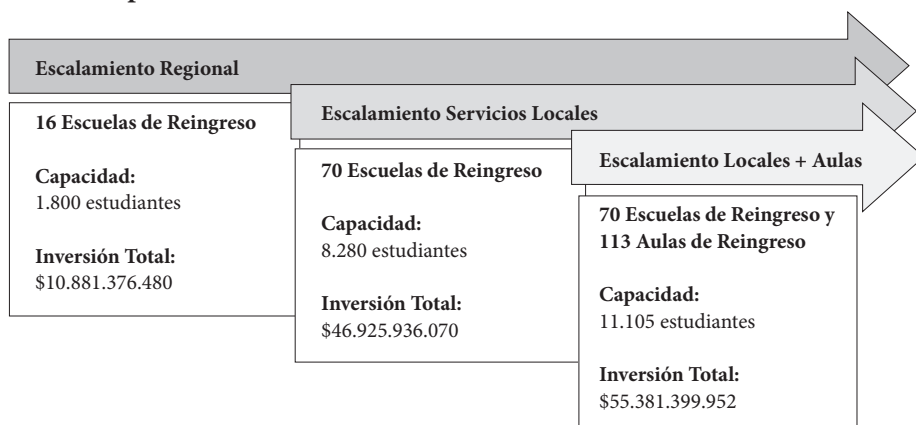 Escalamiento Regional
16 Escuelas de Reingreso
Capacidad:
1.800 estudiantes
Inversión Total:
$10.881.376.480
Escalamiento Servicios Locales
70 Escuelas de Reingreso
Capacidad:
8.280 estudiantes
Inversión Total:
$46.925.936.070
Escalamiento Locales + Aulas
70 Escuelas de Reingreso y
113 Aulas de Reingreso
Capacidad:
11.105 estudiantes
Inversión Total:
$55.381.399.952